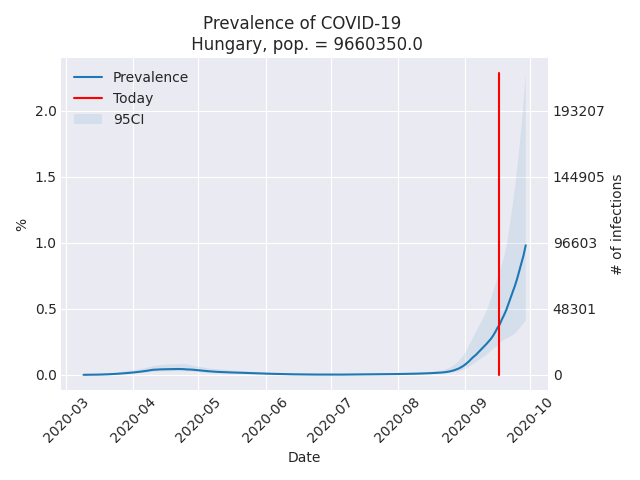 Prevalence of COVID-19
Hungary, pop. = 9660350.0
Prevalence
Today
95CI
2.0
1.5
1.0
0.5
0.0
%
193207
144905
96603
48301
0
# of infections
2020-03
2020-04
2020-05
2020-06
2020-07
2020-08
2020-09
2020-10
Date